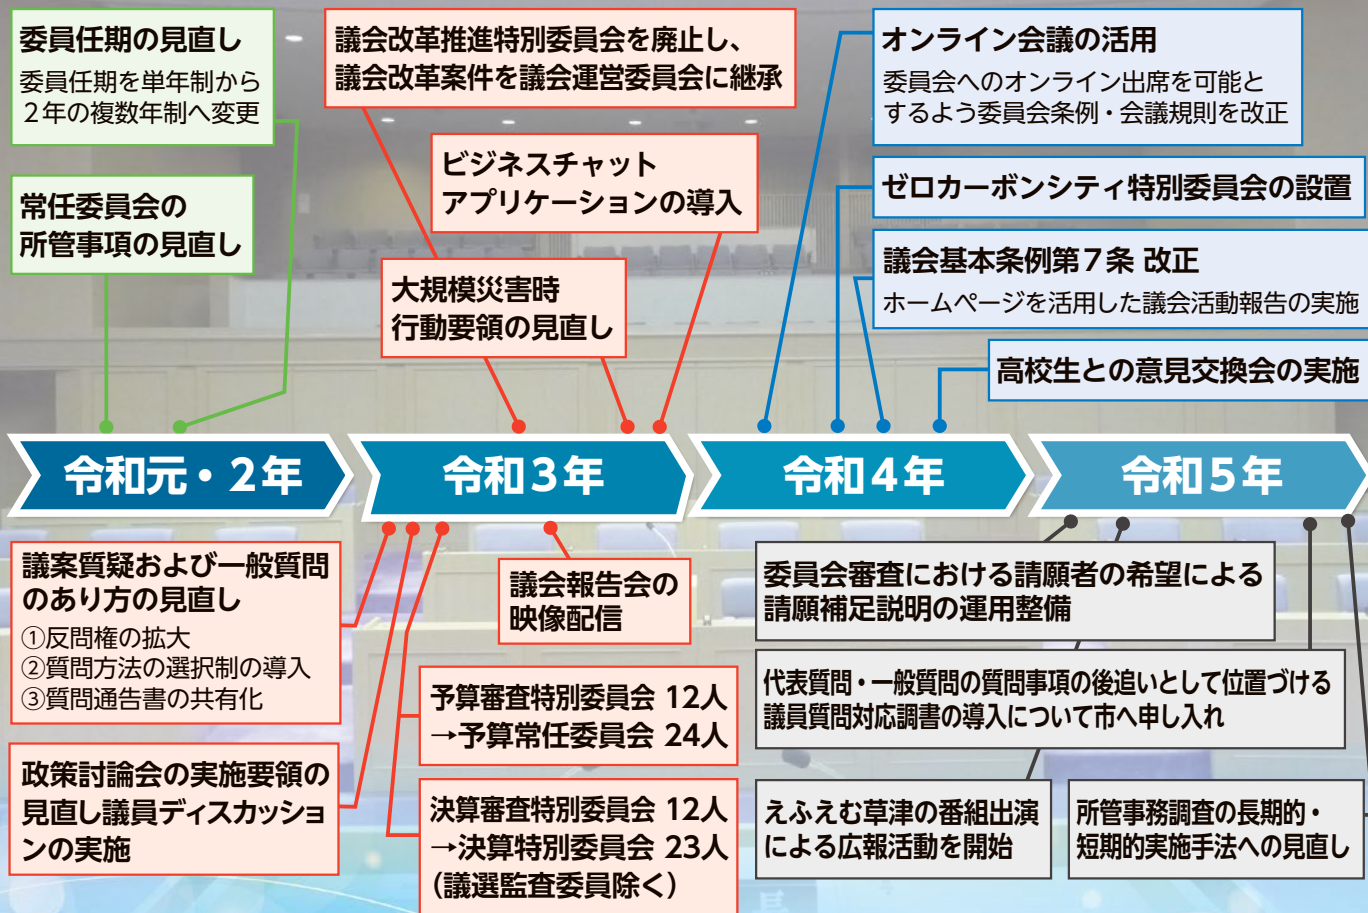 委員任期の見直し
委員任期を単年制から
２年の複数年制へ変更
常任委員会の
所管事項の見直し
議会改革推進特別委員会を廃止し、
議会改革案件を議会運営委員会に継承
ビジネスチャット
アプリケーションの導入
大規模災害時
行動要領の見直し
オンライン会議の活用
委員会へのオンライン出席を可能と
するよう委員会条例・会議規則を改正
ゼロカーボンシティ特別委員会の設置
議会基本条例第７条 改正
ホームページを活用した議会活動報告の実施
高校生との意見交換会の実施
令和元・２年
令和３年
令和４年
令和５年
議案質疑および一般質問
のあり方の見直し
①反問権の拡大
②質問方法の選択制の導入
③質問通告書の共有化
政策討論会の実施要領の
見直し議員ディスカッショ
ンの実施
議会報告会の
映像配信
予算審査特別委員会 12人
→予算常任委員会 24人
決算審査特別委員会 12人
→決算特別委員会 23人
（議選監査委員除く）
委員会審査における請願者の希望による
請願補足説明の運用整備
代表質問・一般質問の質問事項の後追いとして位置づける
議員質問対応調書の導入について市へ申し入れ
えふえむ草津の番組出演
による広報活動を開始
所管事務調査の長期的・
短期的実施手法への見直し
長